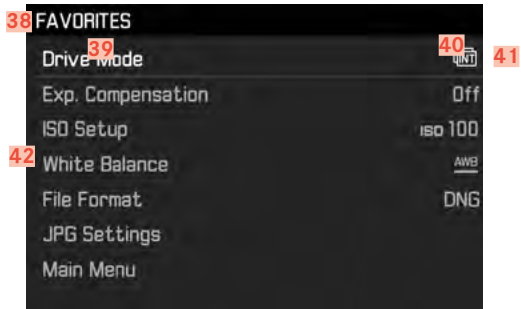 38 FAVORITES
39
Drive Mode 40 INT 41
Exp. Compensation Off
ISO Setup ISO 100
42 White Balance AWB
File Format DNG
JPG Settings
Main Menu